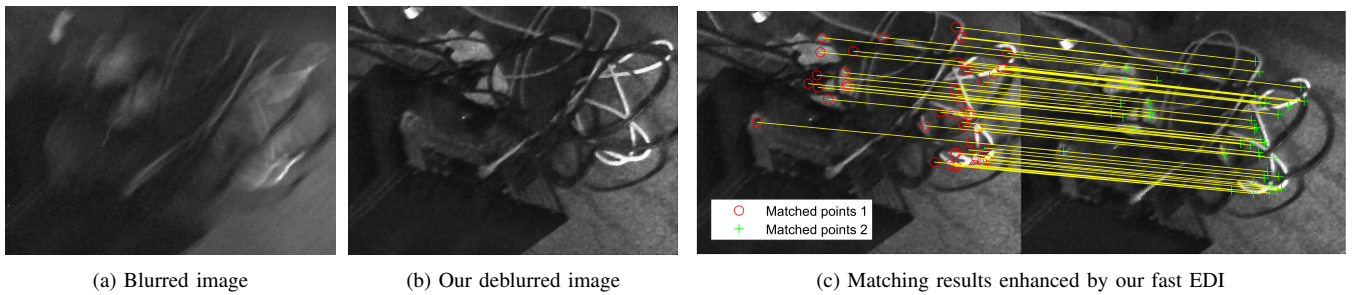 Matched points 1
Matched points 2
(a) Blurred image
(b) Our deblurred image
(c) Matching results enhanced by our fast EDI